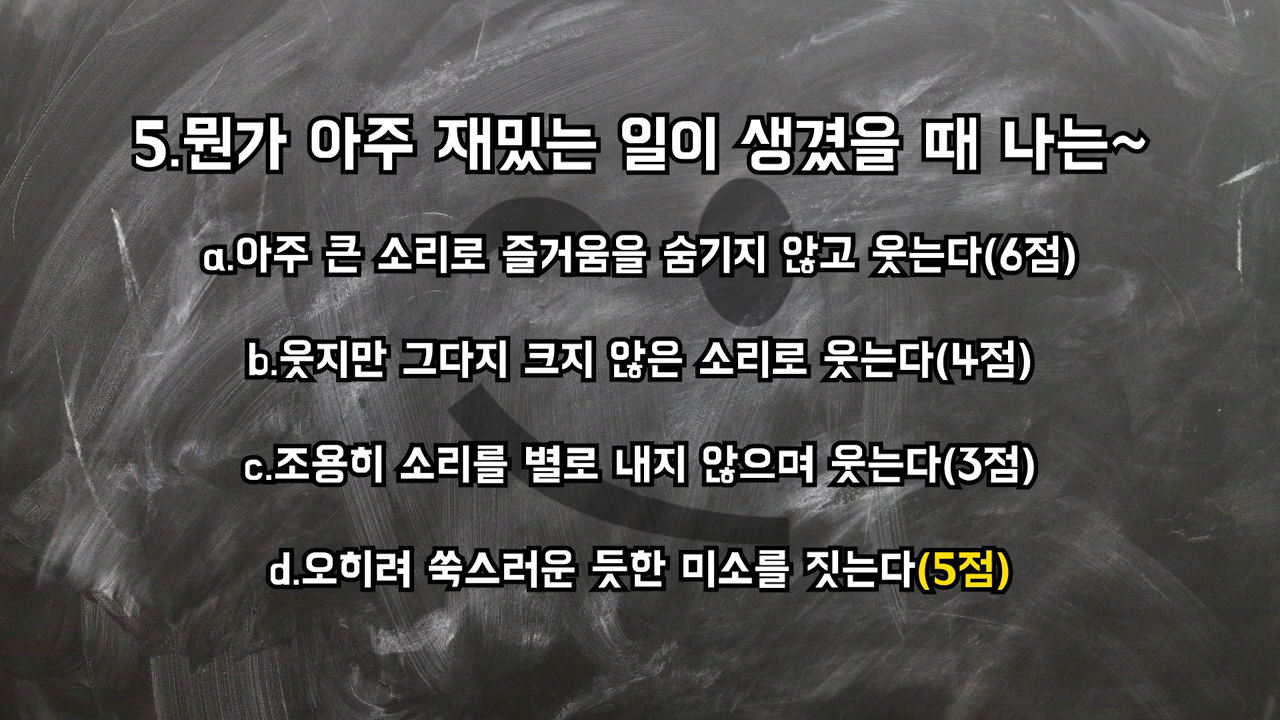 5.뭔가 아주 재밌는 일이 생겼을 때 나는~
a.아주 큰 소리로 즐거움을 숨기지 않고 웃는다(6점)
b.웃지만 그다지 크지 않은 소리로 웃는다(4점)
c.조용히 소리를 별로 내지 않으며 웃는다(3점)
d.오히려 쑥스러운 듯한 미소를 짓는다(5점)